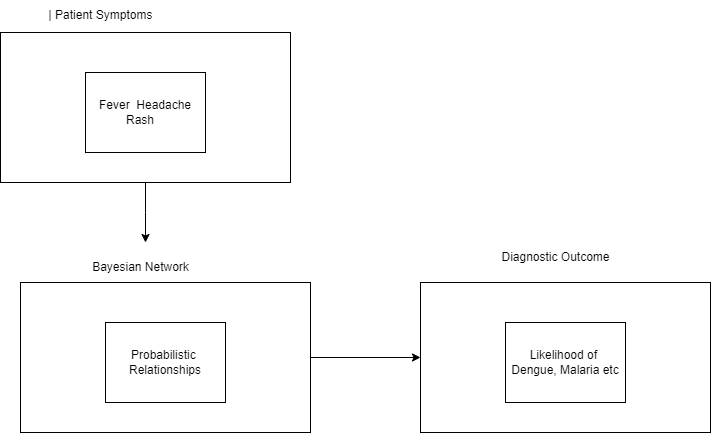 | Patient Symptoms
Fever  Headache
Rash
Bayesian Network
Diagnostic Outcome
Probabilistic
Relationships
Likelihood of
Dengue, Malaria etc